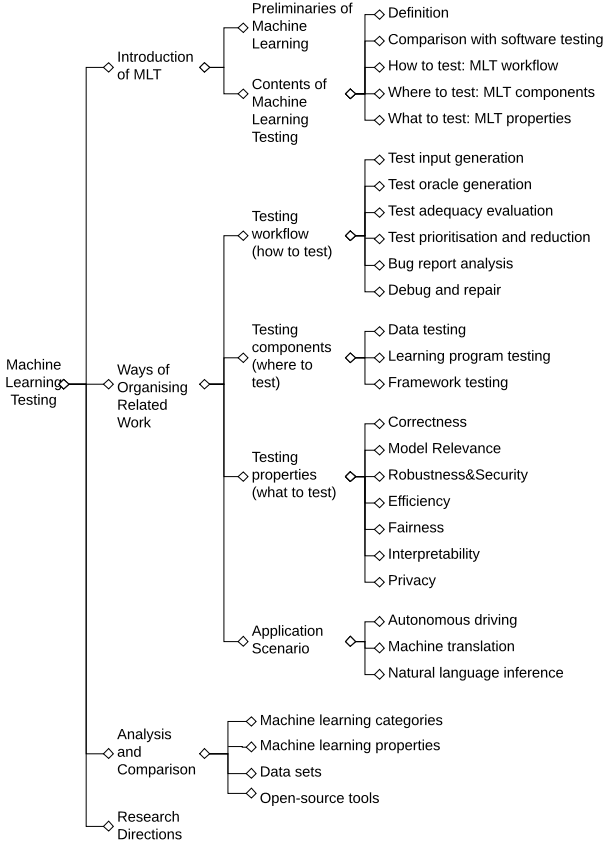 Machine
Learning
Testing
Introduction
of MLT
Preliminaries of
Machine
Learning
Contents of
Machine
Learning
Testing
Definition
Comparison with software testing
How to test: MLT workflow
Where to test: MLT components
What to test: MLT properties
Ways of
Organising
Related
Work
Testing
workflow
(how to test)
Test input generation
Test oracle generation
Test adequacy evaluation
Test prioritisation and reduction
Bug report analysis
Debug and repair
Testing
components
(where to
test)
Data testing
Learning program testing
Framework testing
Testing
properties
(what to test)
Correctness
Model Relevance
Robustness&Security
Efficiency
Fairness
Interpretability
Privacy
Application
Scenario
Autonomous driving
Machine translation
Natural language inference
Analysis
and
Comparison
Machine learning categories
Machine learning properties
Data sets
Open-source tools
Research
Directions